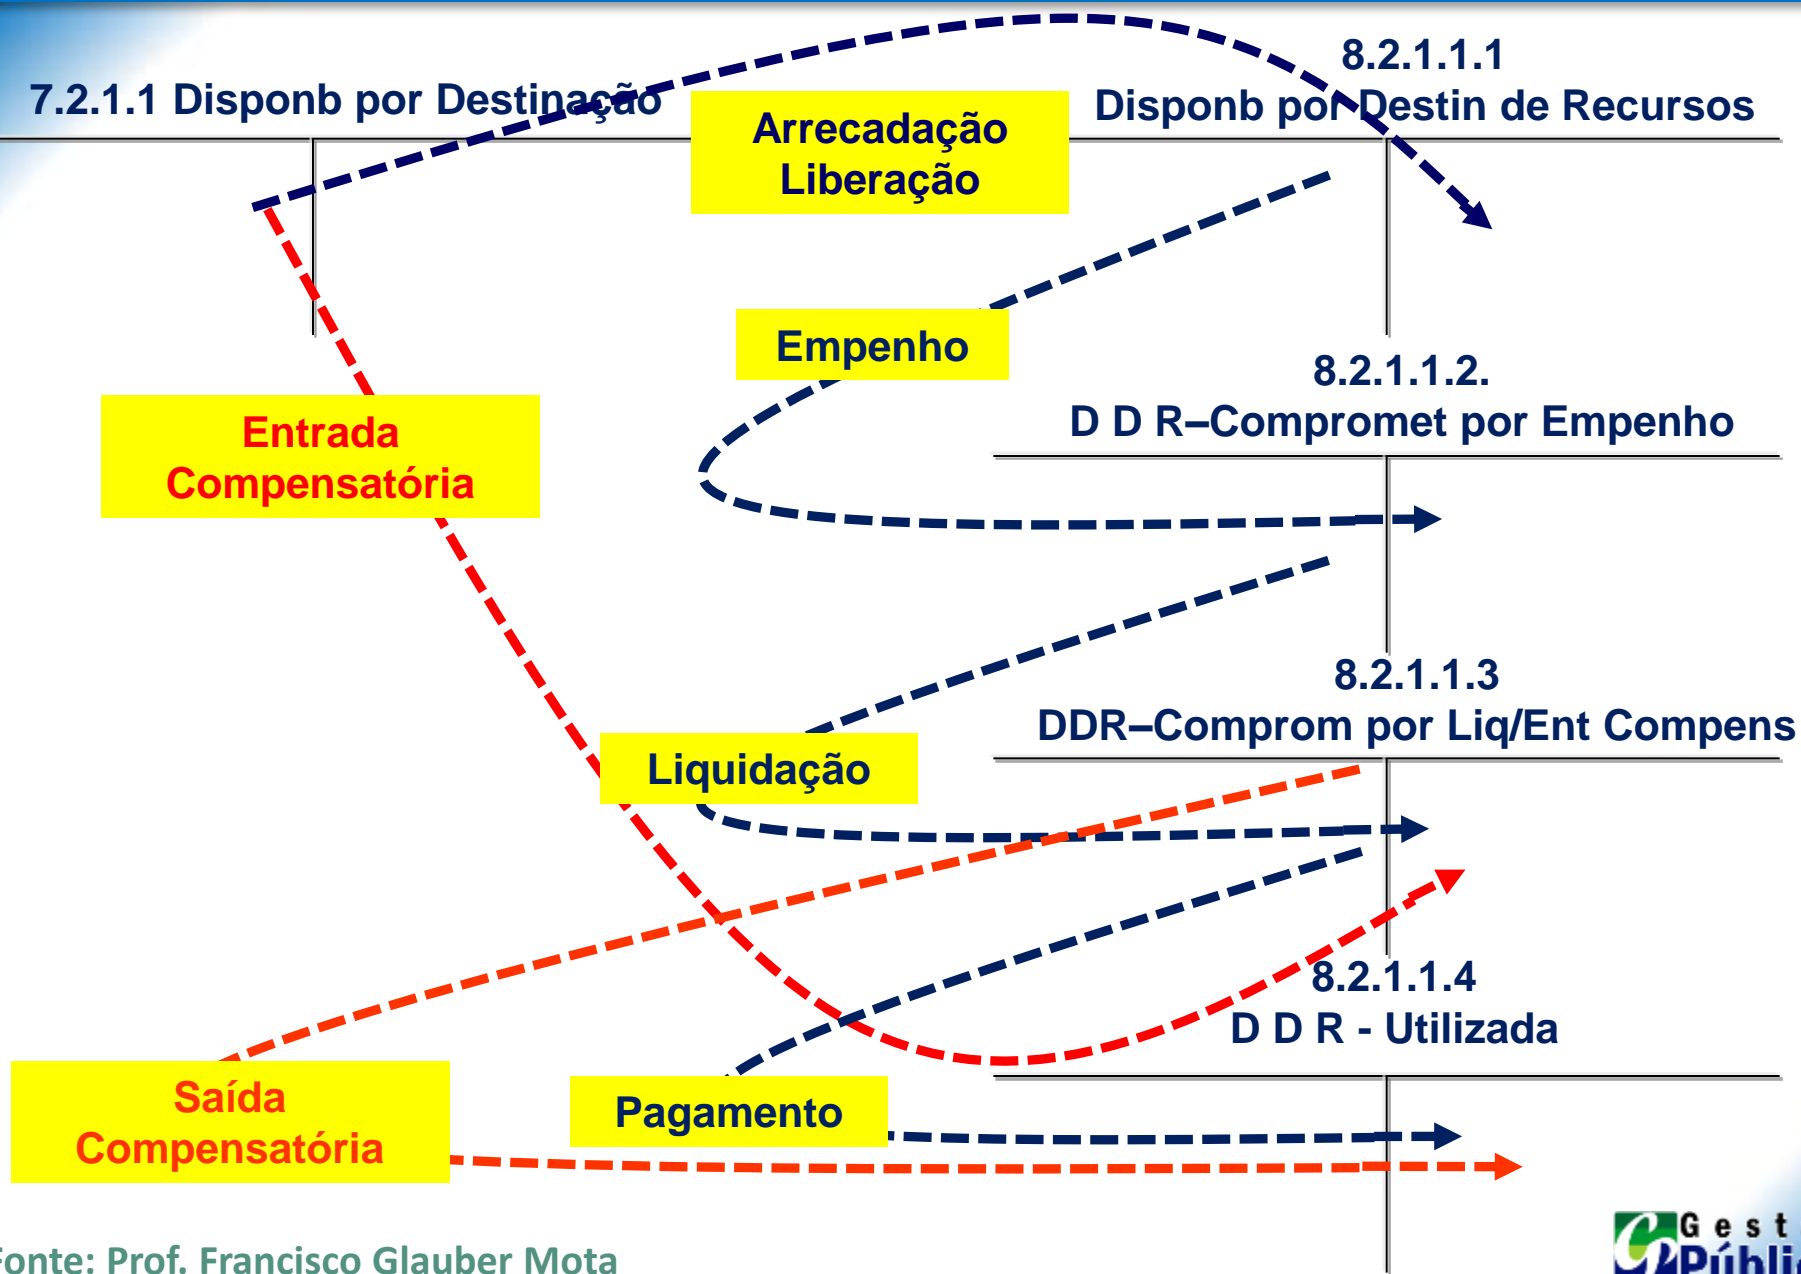 7.2.1.1 Disponb por Destinação
8.2.1.1.1
Disponb por Destin de Recursos
Arrecadação
Liberação
Empenho
8.2.1.1.2.
D D R–Compromet por Empenho
Entrada
Compensatória
8.2.1.1.3
DDR–Comprom por Liq/Ent Compens
Liquidação
8.2.1.1.4
D D R - Utilizada
Saída
Compensatória
Pagamento
Fonte: Prof. Francisco Glauber Mota
Gest
Públic